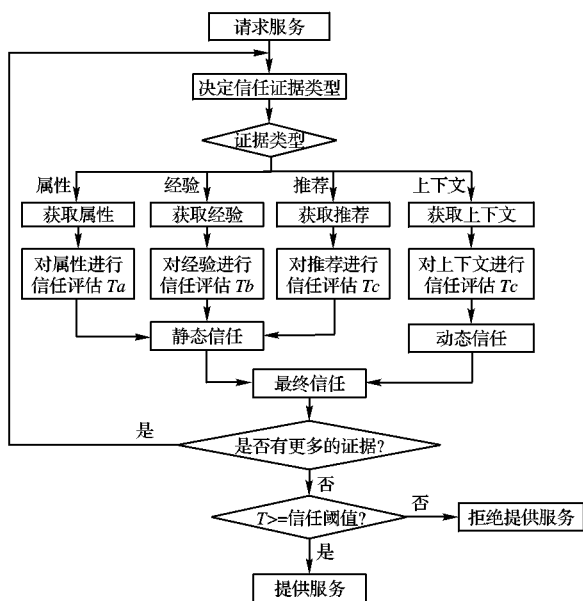 请求服务
决定信任证据类型
证据类型
属性
经验
推荐
上下文
获取属性
获取经验
获取推荐
获取上下文
对属性进行
信任评估 Ta
对经验进行
信任评估 Tb
对推荐进行
信任评估 Tc
对上下文进行
信任评估 Tc
静态信任
动态信任
最终信任
是
是否有更多的证据?
否
T>=信任阈值?
否
拒绝提供服务
是
提供服务